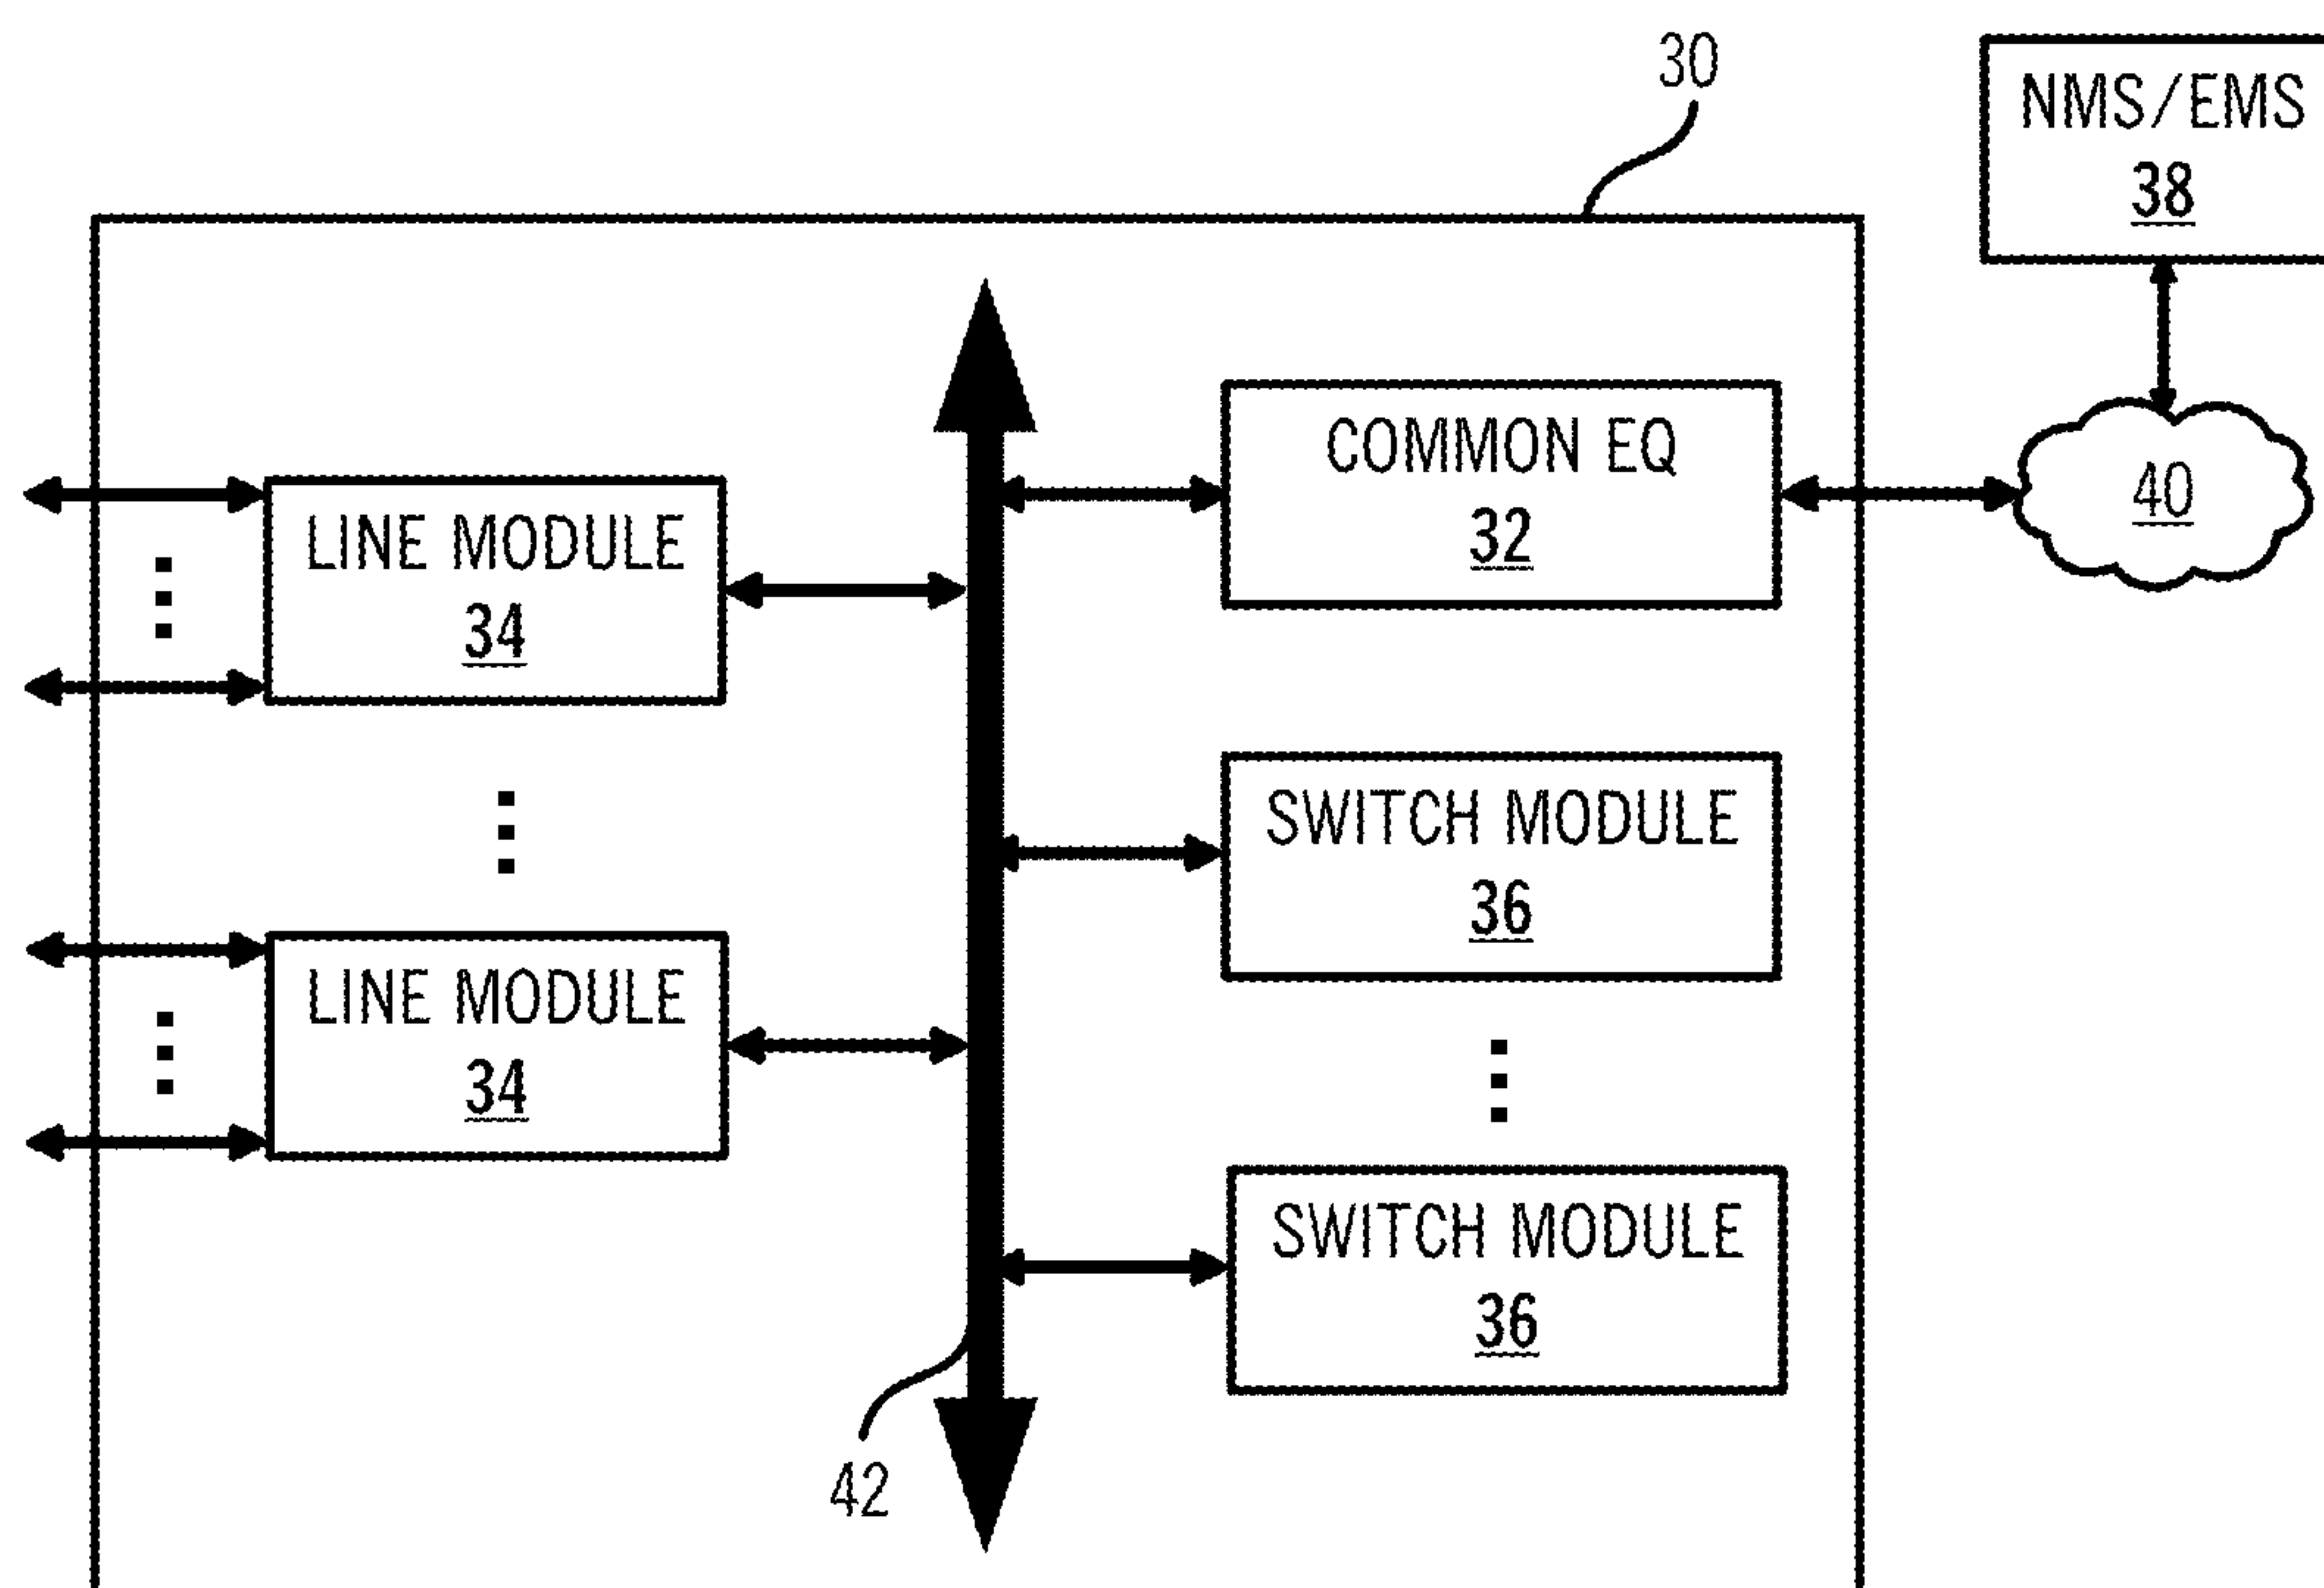 30
NMS/EMS
38
COMMON EQ
32
40
LINE MODULE
34
SWITCH MODULE
36
LINE MODULE
34
SWITCH MODULE
36
42